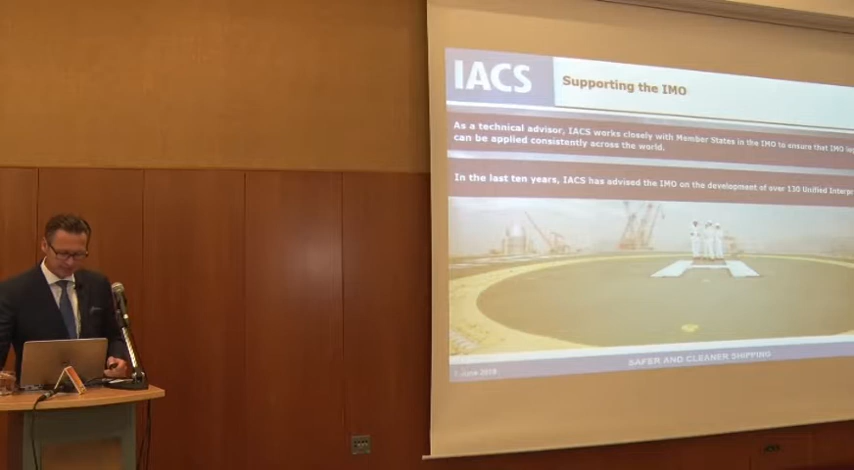 IACS
Supporting the IMO
As a technical advisor, IACS works closely with Member States in the IMO to ensure that IMO
can be applied consistently across the world.
In the last ten years, IACS has advised the IMO on the development of over 130 Unified Interpr
SAFER AND CLEANER SHIPPING
June